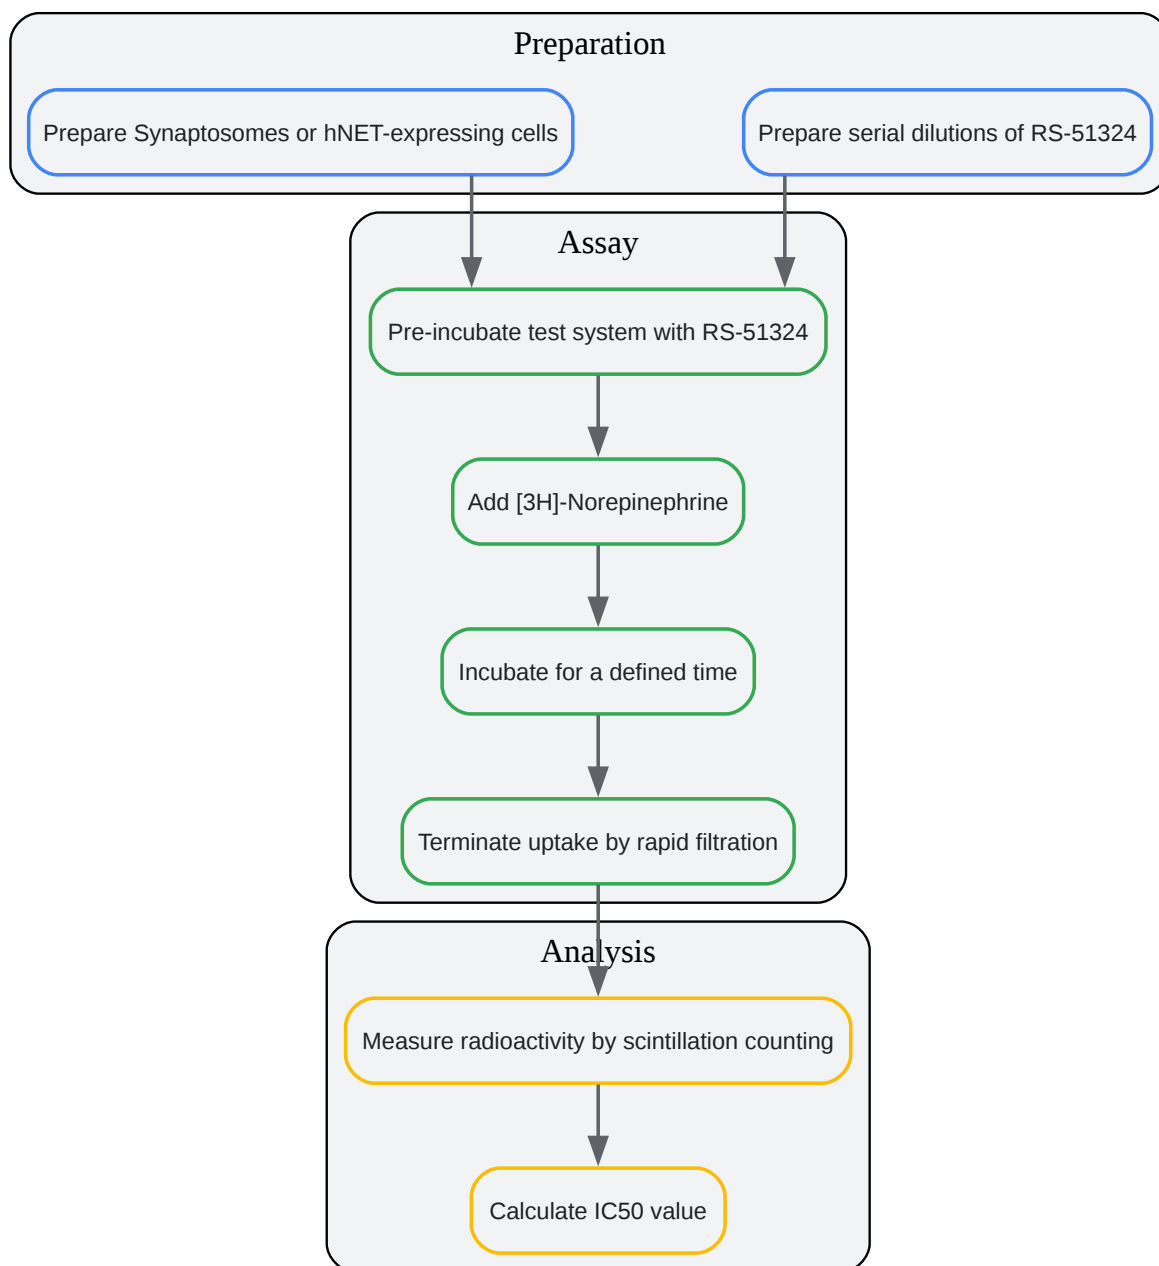 Preparation
Prepare Synaptosomes or hNET-expressing cells
Prepare serial dilutions of RS-51324
Assay
Pre-incubate test system with RS-51324
Add [3H]-Norepinephrine
Incubate for a defined time
Terminate uptake by rapid filtration
Analysis
Measure radioactivity by scintillation counting
Calculate IC50 value